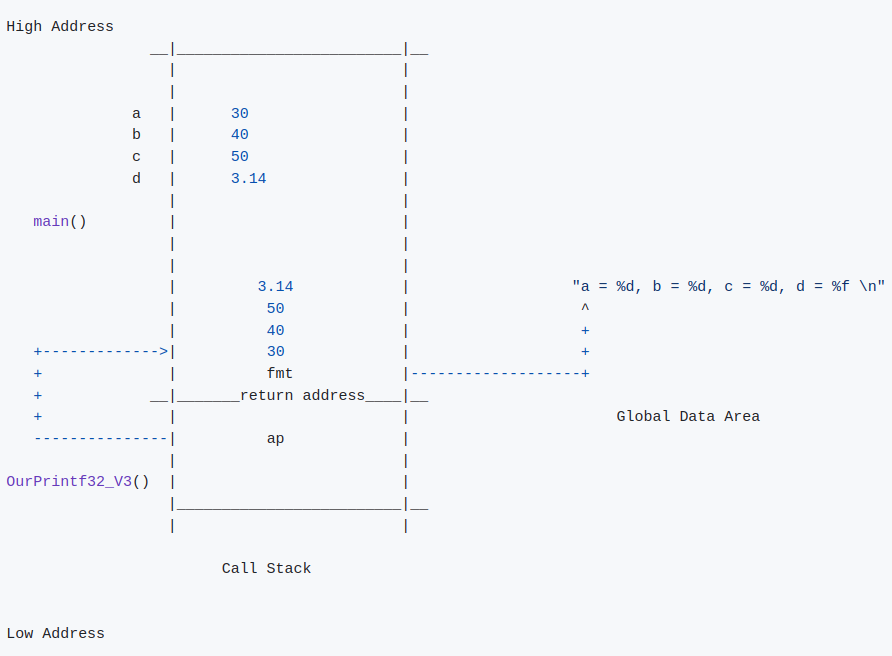 High Address
__|_________________________|__
| |
| |
a | 30 |
b | 40 |
c | 50 |
d | 3.14 |
| |
main() | |
| |
| |
| 3.14 | "a = %d, b = %d, c = %d, d = %f \n"
| 50 | ^
| 40 | +
+------------->| 30 | +
+ | fmt |-------------------+
+ __|_______return address____|__
+ | | Global Data Area
---------------| ap |
| |
OurPrintf32_V3() | |
|_________________________|__
| |
Call Stack
Low Address